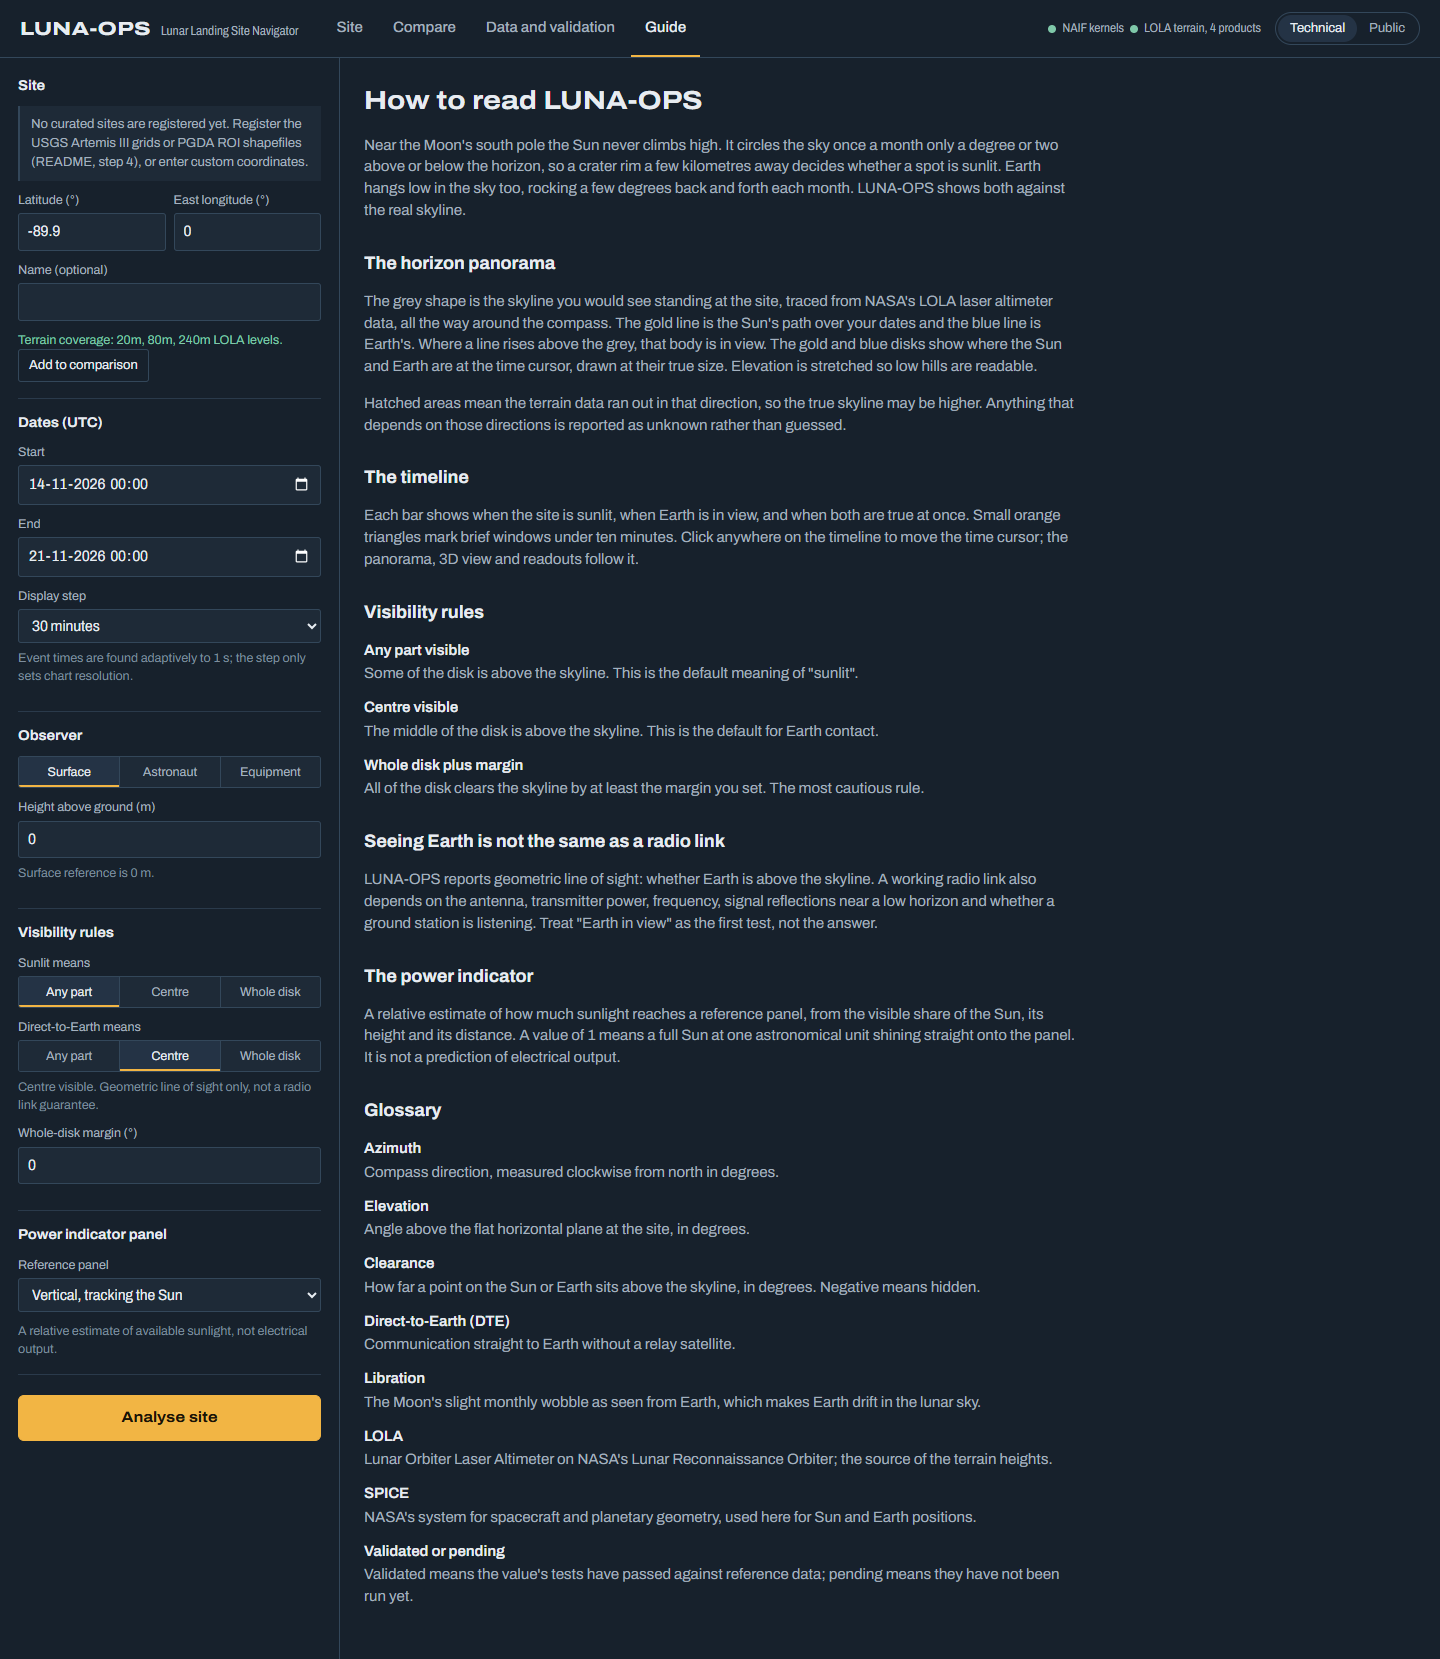 LUNA-OPS Lunar Landing Site Navigator
Site
Compare
Data and validation
Guide
NAIF kernels
LOLA terrain, 4 products
Technical
Public
Site
No curated sites are registered yet. Register the
USGS Artemis III grids or PGDA ROI shapefiles
(README, step 4), or enter custom coordinates.
Latitude (°)
East longitude (°)
-89.9
0
Name (optional)
Terrain coverage: 20m, 80m, 240m LOLA levels.
Add to comparison
Dates (UTC)
Start
14-11-2026 00:00
End
21-11-2026 00:00
Display step
30 minutes
Event times are found adaptively to 1 s; the step only
sets chart resolution.
Observer
Surface
Astronaut
Equipment
Height above ground (m)
0
Surface reference is 0 m.
Visibility rules
Sunlit means
Any part
Centre
Whole disk
Direct-to-Earth means
Any part
Centre
Whole disk
Centre visible. Geometric line of sight only, not a radio
link guarantee.
Whole-disk margin (°)
0
Power indicator panel
Reference panel
Vertical, tracking the Sun
A relative estimate of available sunlight, not electrical
output.
Analyse site
How to read LUNA-OPS
Near the Moon's south pole the Sun never climbs high. It circles the sky once a month only a degree or two
above or below the horizon, so a crater rim a few kilometres away decides whether a spot is sunlit. Earth
hangs low in the sky too, rocking a few degrees back and forth each month. LUNA-OPS shows both against
the real skyline.
The horizon panorama
The grey shape is the skyline you would see standing at the site, traced from NASA's LOLA laser altimeter
data, all the way around the compass. The gold line is the Sun's path over your dates and the blue line is
Earth's. Where a line rises above the grey, that body is in view. The gold and blue disks show where the Sun
and Earth are at the time cursor, drawn at their true size. Elevation is stretched so low hills are readable.
Hatched areas mean the terrain data ran out in that direction, so the true skyline may be higher. Anything that
depends on those directions is reported as unknown rather than guessed.
The timeline
Each bar shows when the site is sunlit, when Earth is in view, and when both are true at once. Small orange
triangles mark brief windows under ten minutes. Click anywhere on the timeline to move the time cursor; the
panorama, 3D view and readouts follow it.
Visibility rules
Any part visible
Some of the disk is above the skyline. This is the default meaning of "sunlit".
Centre visible
The middle of the disk is above the skyline. This is the default for Earth contact.
Whole disk plus margin
All of the disk clears the skyline by at least the margin you set. The most cautious rule.
Seeing Earth is not the same as a radio link
LUNA-OPS reports geometric line of sight: whether Earth is above the skyline. A working radio link also
depends on the antenna, transmitter power, frequency, signal reflections near a low horizon and whether a
ground station is listening. Treat "Earth in view" as the first test, not the answer.
The power indicator
A relative estimate of how much sunlight reaches a reference panel, from the visible share of the Sun, its
height and its distance. A value of 1 means a full Sun at one astronomical unit shining straight onto the panel.
It is not a prediction of electrical output.
Glossary
Azimuth
Compass direction, measured clockwise from north in degrees.
Elevation
Angle above the flat horizontal plane at the site, in degrees.
Clearance
How far a point on the Sun or Earth sits above the skyline, in degrees. Negative means hidden.
Direct-to-Earth (DTE)
Communication straight to Earth without a relay satellite.
Libration
The Moon's slight monthly wobble as seen from Earth, which makes Earth drift in the lunar sky.
LOLA
Lunar Orbiter Laser Altimeter on NASA's Lunar Reconnaissance Orbiter; the source of the terrain heights.
SPICE
NASA's system for spacecraft and planetary geometry, used here for Sun and Earth positions.
Validated or pending
Validated means the value's tests have passed against reference data; pending means they have not been
run yet.